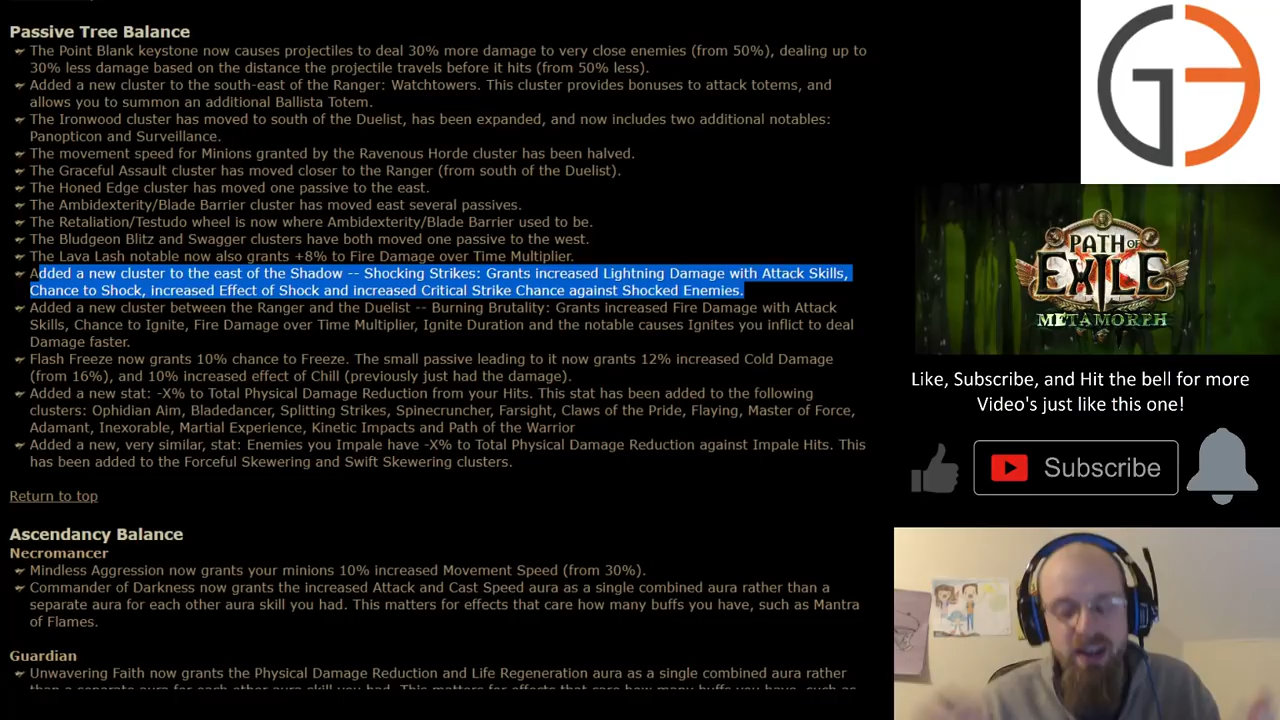 Passive Tree Balance
The Point Blank keystone now causes projectiles to deal 30% more damage to very close enemies (from 50%), dealing up to
30% less damage based on the distance the projectile travels before it hits (from 50% less).
Added a new cluster to the south-east of the Ranger: Watchtowers. This cluster provides bonuses to attack totems, and
allows you to summon an additional Ballista Totem.
The Ironwood cluster has moved to south of the Duelist, has been expanded, and now includes two additional notables:
Panopticon and Surveillance.
The movement speed for Minions granted by the Ravenous Horde cluster has been halved.
The Graceful Assault cluster has moved closer to the Ranger (from south of the Duelist).
The Honed Edge cluster has moved one passive to the east.
The Ambidexterity/Blade Barrier cluster has moved east several passives.
The Retaliation/Testudo wheel is now where Ambidexterity/Blade Barrier used to be.
The Bludgeon Blitz and Swagger clusters have both moved one passive to the west.
The Lava Lash notable now also grants +8% to Fire Damage over Time Multiplier.
Added a new cluster to the east of the Shadow -- Shocking Strikes: Grants increased Lightning Damage with Attack Skills,
Chance to Shock, increased Effect of Shock and increased Critical Strike Chance against Shocked Enemies.
Added a new cluster between the Ranger and the Duelist -- Burning Brutality: Grants increased Fire Damage with Attack
Skills, Chance to Ignite, Fire Damage over Time Multiplier, Ignite Duration and the notable causes Ignites you inflict to deal
Damage faster.
Flash Freeze now grants 10% chance to Freeze. The small passive leading to it now grants 12% increased Cold Damage
(from 16%), and 10% increased effect of Chill (previously just had the damage).
Added a new stat: -X% to Total Physical Damage Reduction from your Hits. This stat has been added to the following
clusters: Ophidian Aim, Bladedancer, Splitting Strikes, Spinecruncher, Farsight, Claws of the Pride, Flaying, Master of Force,
Adamant, Inexorable, Martial Experience, Kinetic Impacts and Path of the Warrior
Added a new, very similar, stat: Enemies you Impale have -X% to Total Physical Damage Reduction against Impale Hits. This
has been added to the Forceful Skewering and Swift Skewering clusters.
Return to top
Ascendancy Balance
Necromancer
Mindless Aggression now grants your minions 10% increased Movement Speed (from 30%).
Commander of Darkness now grants the increased Attack and Cast Speed aura as a single combined aura rather than a
separate aura for each other aura skill you had. This matters for effects that care how many buffs you have, such as Mantra
of Flames.
Guardian
Unwavering Faith now grants the Physical Damage Reduction and Life Regeneration aura as a single combined aura rather
than a separate aura for each other aura skill you had. This matters for effects that care how many buffs you have, such as
PATH OF
EXILE
METAMORPH
Like, Subscribe, and Hit the bell for more
Video's just like this one!
Subscribe